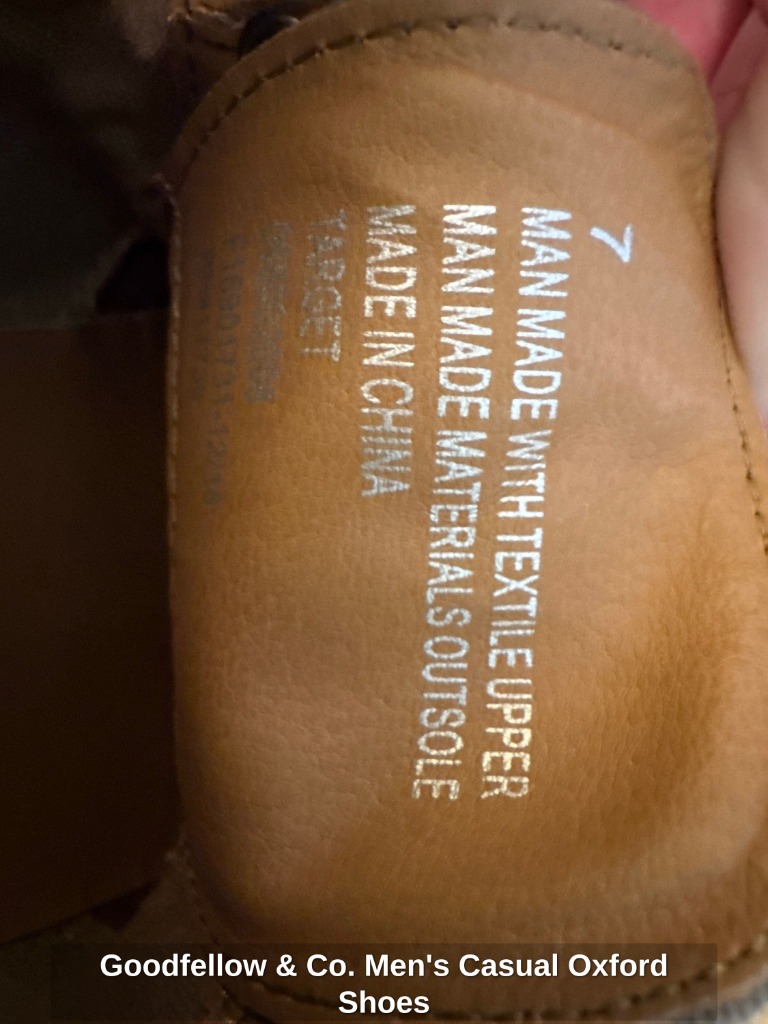 7
MAN MADE WITH TEXTILE UPPER
MAN MADE MATERIALS OUTSOLE
MADE IN CHINA
TARGET
Goodfellow & Co. Men's Casual Oxford
Shoes